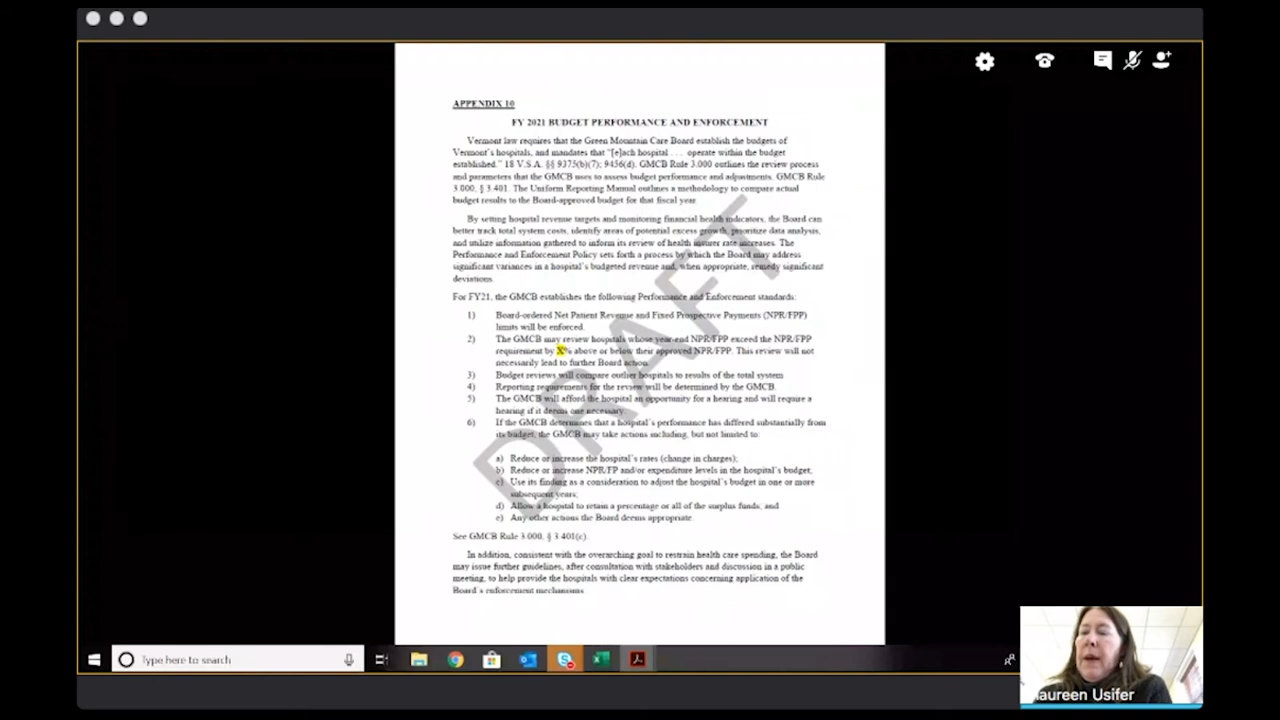 APPENDIX 10
FY 2021 BUDGET PERFORMANCE AND ENFORCEMENT
Vermont law requires that the Green Mountain Care Board establish the budgets of
Vermont's hospitals, and mandates that "[e]ach hospital . . . operate within the budget
established." 18 V.S.A. §§ 9375(b)(7); 9456(d). GMCB Rule 3.000 outlines the review process
and parameters that the GMCB uses to assess budget performance and adjustments. GMCB Rule
3.000, § 3.401. The Uniform Reporting Manual outlines a methodology to compare actual
budget results to the Board-approved budget for that fiscal year.
By setting hospital revenue targets and monitoring financial health indicators, the Board can
better track total system costs, identify areas of potential excess growth, prioritize data analysis,
and utilize information gathered to inform its review of health insurer rate increases. The
Performance and Enforcement Policy sets forth a process by which the Board may address
significant variances in a hospital's budgeted revenue and, when appropriate, remedy significant
deviations.
For FY21, the GMCB establishes the following Performance and Enforcement standards:
1) Board-ordered Net Patient Revenue and Fixed Prospective Payments (NPR/FPP)
limits will be enforced.
2) The GMCB may review hospitals whose year-end NPR/FPP exceed the NPR/FPP
requirement by X% above or below their approved NPR/FPP. This review will not
necessarily lead to further Board action.
3) Budget reviews will compare outlier hospitals to results of the total system
4) Reporting requirements for the review will be determined by the GMCB.
5) The GMCB will afford the hospital an opportunity for a hearing and will require a
hearing if it deems one necessary.
6) If the GMCB determines that a hospital's performance has differed substantially from
its budget, the GMCB may take actions including, but not limited to:
a) Reduce or increase the hospital's rates (change in charges);
b) Reduce or increase NPR/FP and/or expenditure levels in the hospital's budget;
c) Use its finding as a consideration to adjust the hospital's budget in one or more
subsequent years;
d) Allow a hospital to retain a percentage or all of the surplus funds; and
e) Any other actions the Board deems appropriate.
See GMCB Rule 3.000, § 3.401(c).
In addition, consistent with the overarching goal to restrain health care spending, the Board
may issue further guidelines, after consultation with stakeholders and discussion in a public
meeting, to help provide the hospitals with clear expectations concerning application of the
Board's enforcement mechanisms.
DRAFT
Type here to search
aureen Usifer